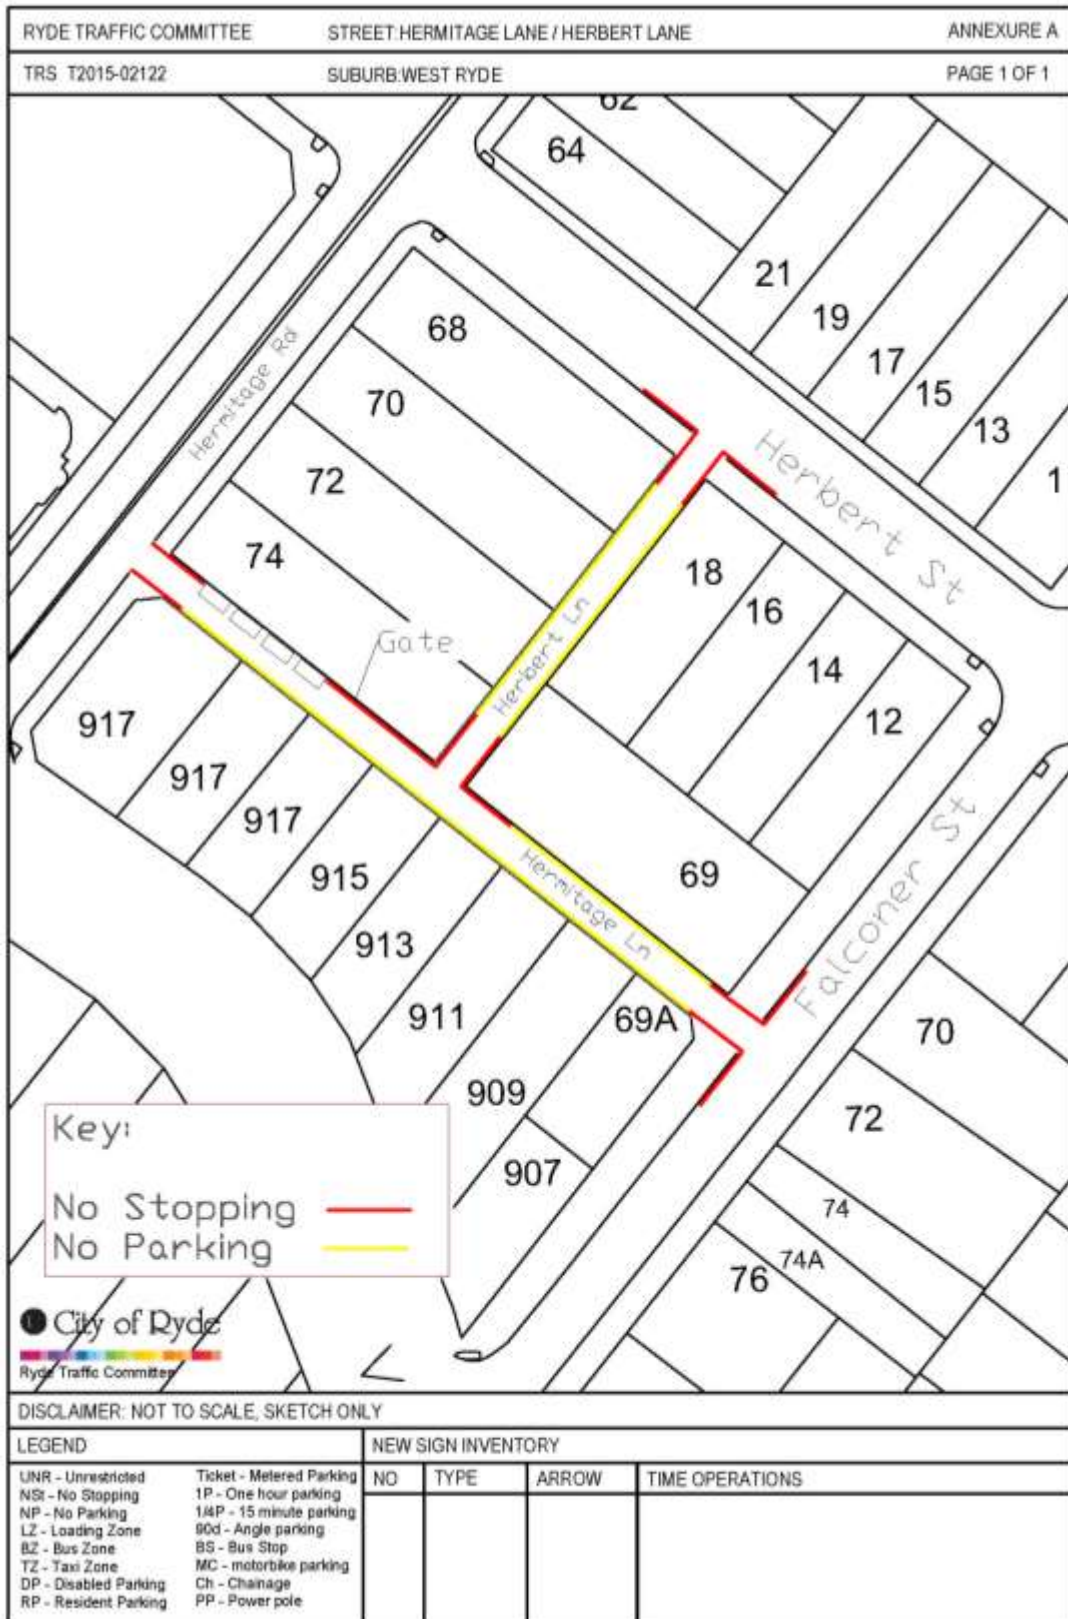 RYDE TRAFFIC COMMITTEE STREET:HERMITAGE LANE / HERBERT LANE ANNEXURE A
TRS T2015-02122 SUBURB:WEST RYDE PAGE 1 OF 1
62
64
21
19
17
15
13
1
68
70
72
74
Hermitage Rd
Herbert St
Gate
Herbert Ln
18
16
14
12
917
917
917
915
913
911
909
907
69
69A
Hermitage Ln
Falconer St
70
72
74
74A
76
Key:
No Stopping
No Parking
City of Ryde
Ryde Traffic Committee
DISCLAIMER: NOT TO SCALE, SKETCH ONLY
LEGEND
UNR - Unrestricted
NSt - No Stopping
NP - No Parking
LZ - Loading Zone
BZ - Bus Zone
TZ - Taxi Zone
DP - Disabled Parking
RP - Resident Parking
Ticket - Metered Parking
1P - One hour parking
1/4P - 15 minute parking
90d - Angle parking
BS - Bus Stop
MC - motorbike parking
Ch - Chainage
PP - Power pole
NEW SIGN INVENTORY
NO TYPE ARROW TIME OPERATIONS